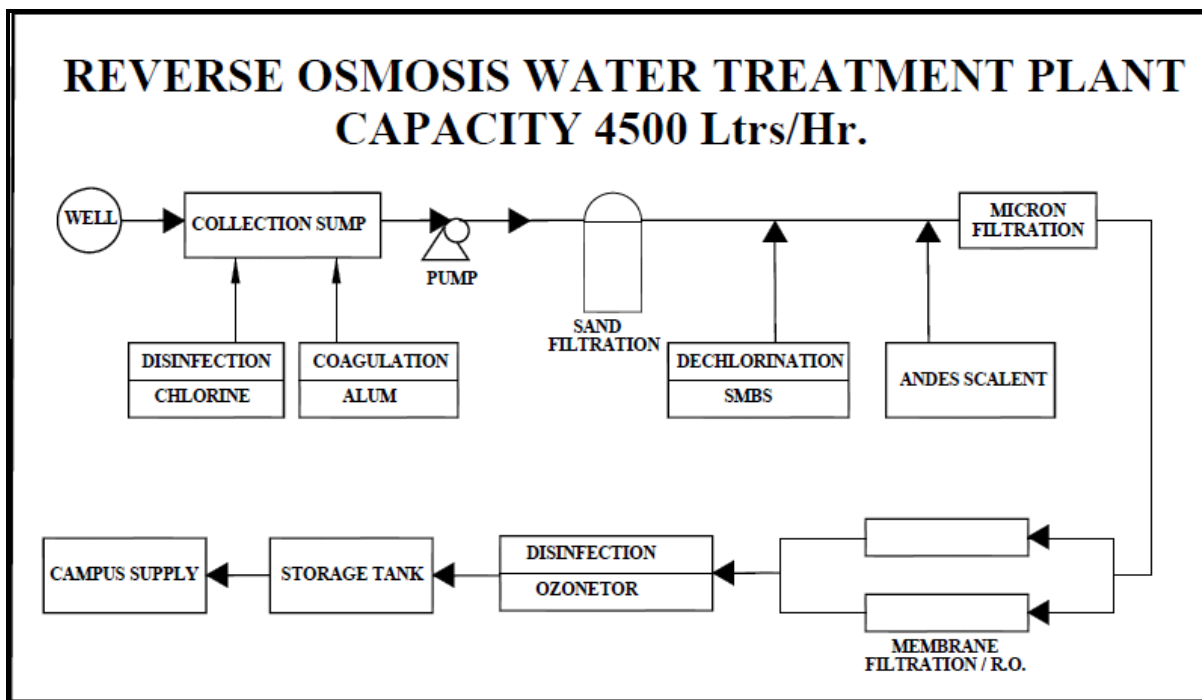 REVERSE OSMOSIS WATER TREATMENT PLANT
CAPACITY 4500 Ltrs/Hr.
WELL
COLLECTION SUMP
PUMP
SAND
FILTRATION
MICRON
FILTRATION
DISINFECTION
CHLORINE
COAGULATION
ALUM
DECHLORINATION
SMBS
ANDES SCALENT
CAMPUS SUPPLY
STORAGE TANK
DISINFECTION
OZONETOR
MEMBRANE
FILTRATION / R.O.